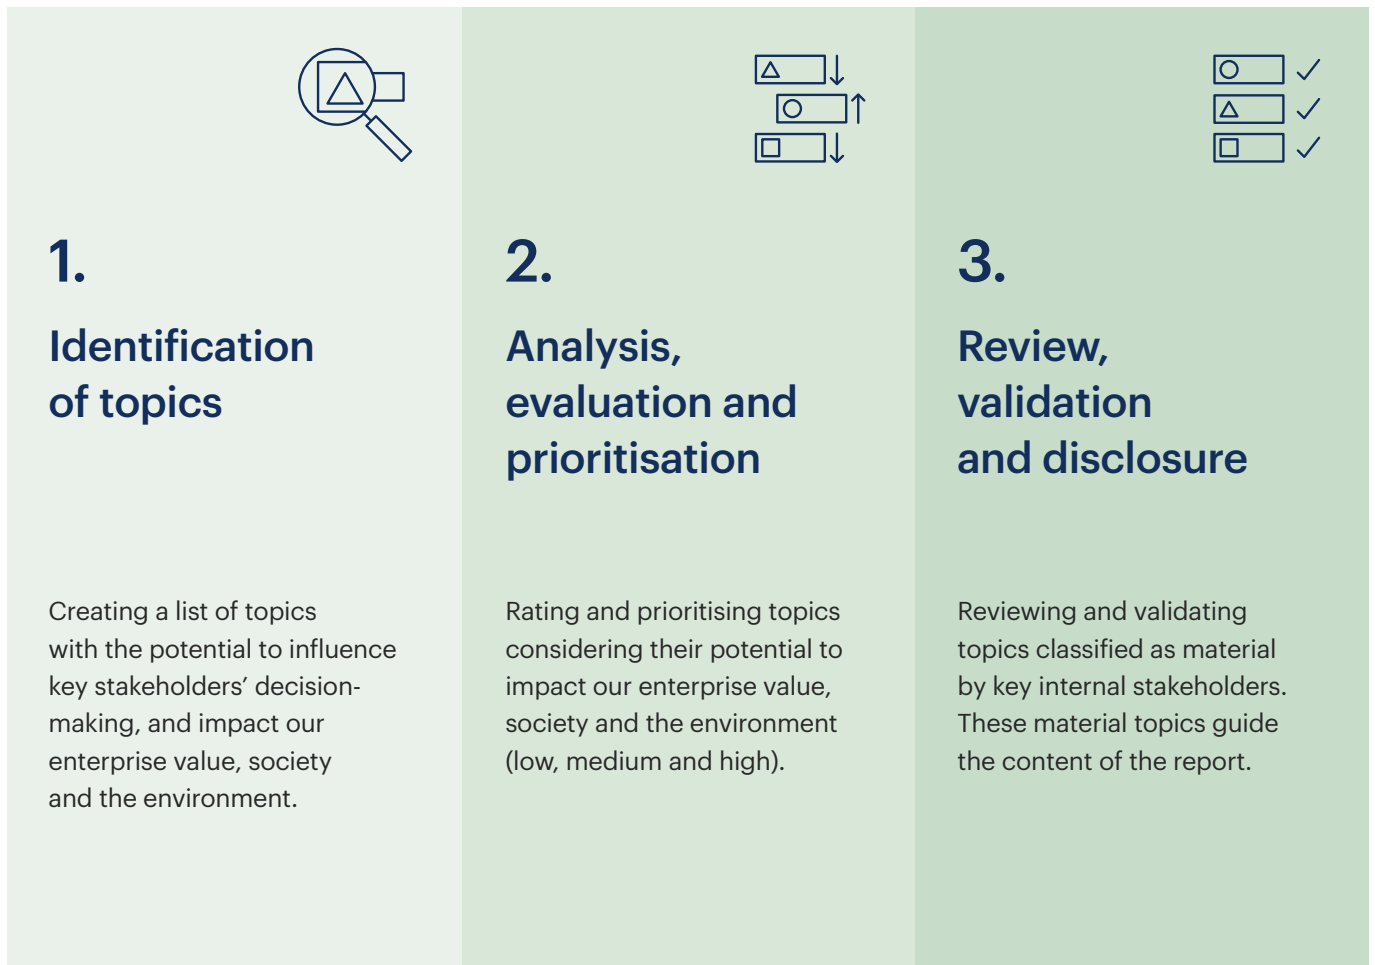 1.
Identification
of topics
Creating a list of topics
with the potential to influence
key stakeholders’ decision-
making, and impact our
enterprise value, society
and the environment.
2.
Analysis,
evaluation and
prioritisation
Rating and prioritising topics
considering their potential to
impact our enterprise value,
society and the environment
(low, medium and high).
3.
Review,
validation
and disclosure
Reviewing and validating
topics classified as material
by key internal stakeholders.
These material topics guide
the content of the report.